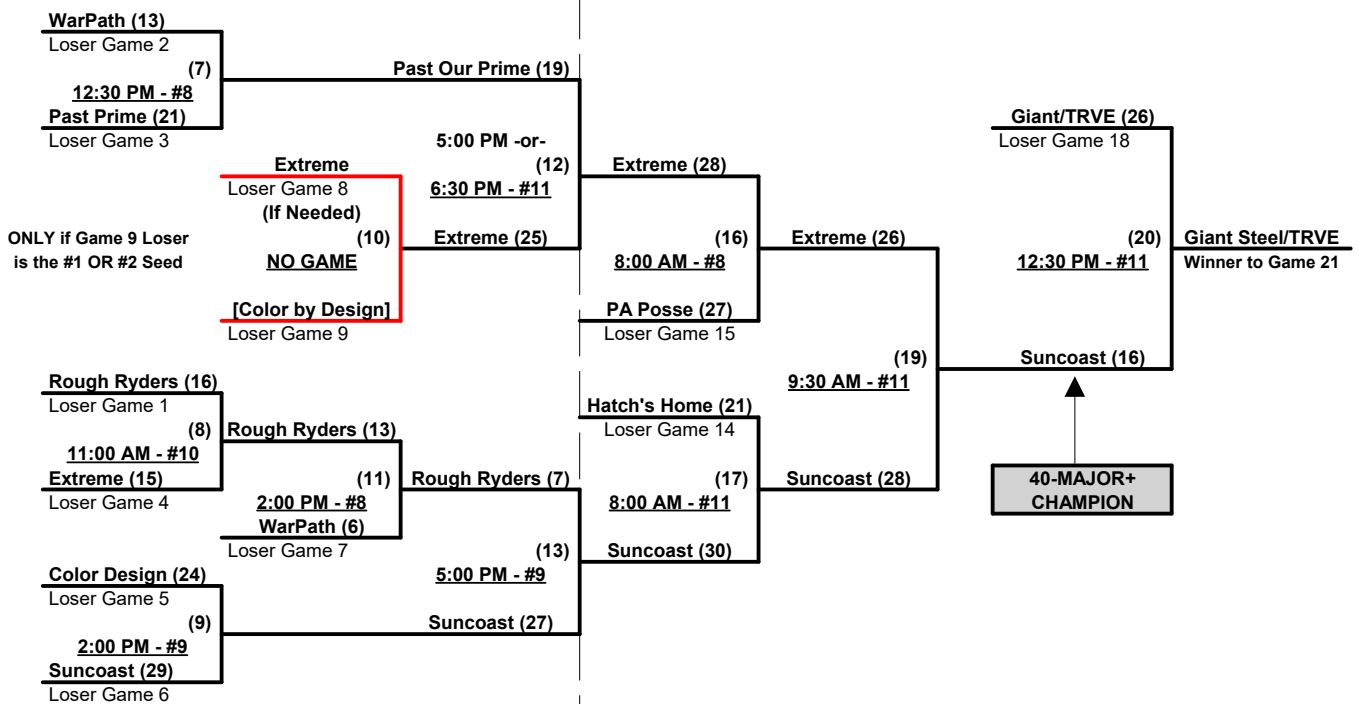 WarPath (13)
Loser Game 2
(7)
12:30 PM - #8
Past Prime (21)
Loser Game 3
Past Our Prime (19)
5:00 PM -or-
(12)
6:30 PM - #11
Extreme
Loser Game 8
(If Needed)
(10)
NO GAME
[Color by Design]
Loser Game 9
ONLY if Game 9 Loser
is the #1 OR #2 Seed
Extreme (25)
Extreme (28)
(16)
8:00 AM - #8
PA Posse (27)
Loser Game 15
Extreme (26)
Giant/TRVE (26)
Loser Game 18
(20)
12:30 PM - #11
Giant Steel/TRVE
Winner to Game 21
Rough Ryders (16)
Loser Game 1
(8)
11:00 AM - #10
Extreme (15)
Loser Game 4
Rough Ryders (13)
(11)
2:00 PM - #8
WarPath (6)
Loser Game 7
Rough Ryders (7)
(13)
5:00 PM - #9
Color Design (24)
Loser Game 5
(9)
2:00 PM - #9
Suncoast (29)
Loser Game 6
Suncoast (27)
Hatch's Home (21)
Loser Game 14
(17)
8:00 AM - #11
Suncoast (30)
Suncoast (28)
(19)
9:30 AM - #11
Suncoast (16)
40-MAJOR+
CHAMPION